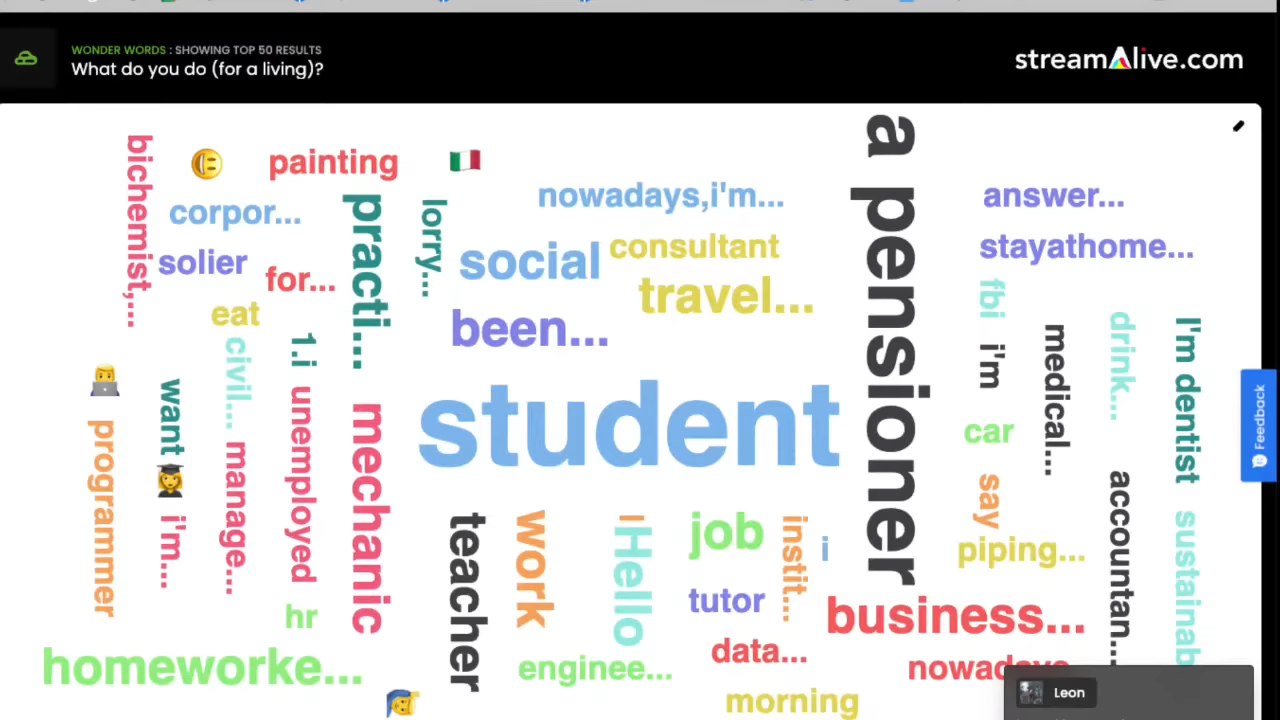 WONDER WORDS : SHOWING TOP 50 RESULTS
What do you do (for a living)?
streamAlive.com
bichemist,...
painting
corpor...
practi...
lorry...
nowadays,i'm...
a pensioner
answer...
solier
for...
social
consultant
stayathome...
eat
travel...
been...
fbi
civil...
1.i
i'm
medical...
drink...
I'm dentist
want
unemployed
mechanic
student
car
Feedback
programmer
manage...
say
accountan...
i'm...
teacher
work
I
Hello
job
instit...
i
piping...
sustainab
hr
tutor
business...
homeworke...
enginee...
data...
nowadays
morning
Leon